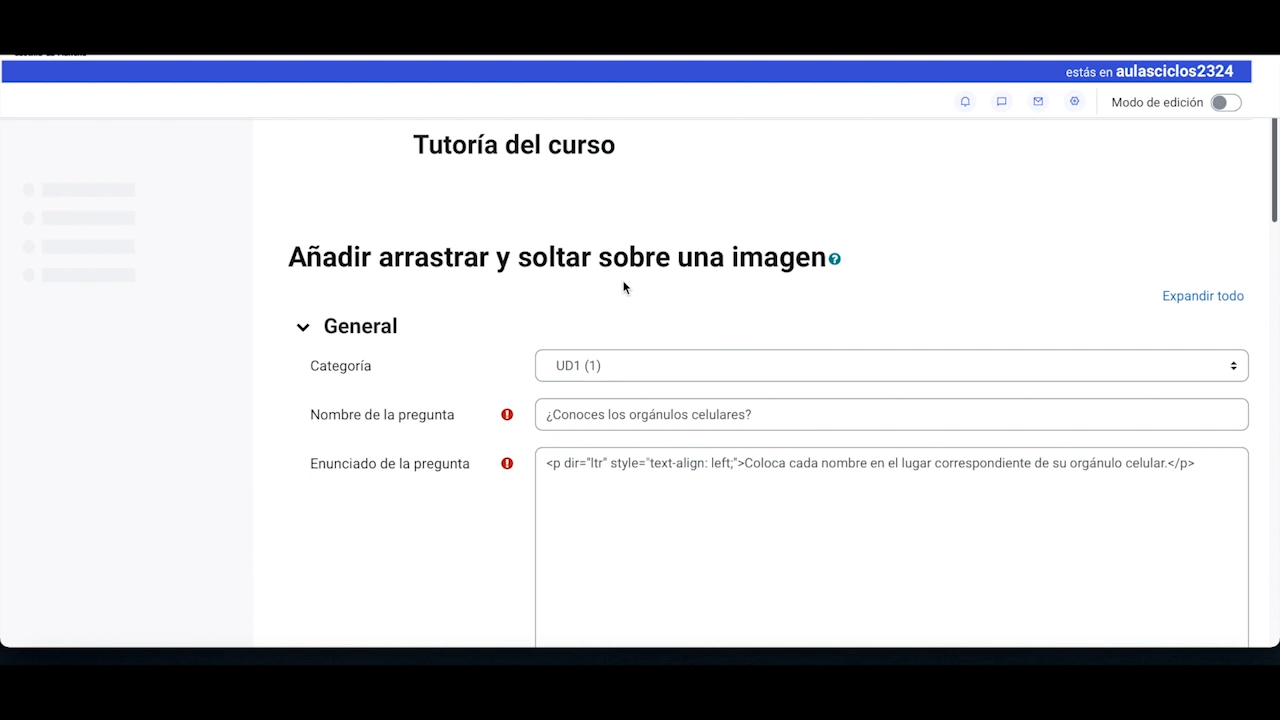 estás en aulasciclos2324
Modo de edición
Tutoría del curso
Añadir arrastrar y soltar sobre una imagen
Expandir todo
General
Categoría
UD1 (1)
Nombre de la pregunta
¿Conoces los orgánulos celulares?
Enunciado de la pregunta
<p dir="ltr" style="text-align: left;">Coloca cada nombre en el lugar correspondiente de su orgánulo celular.</p>